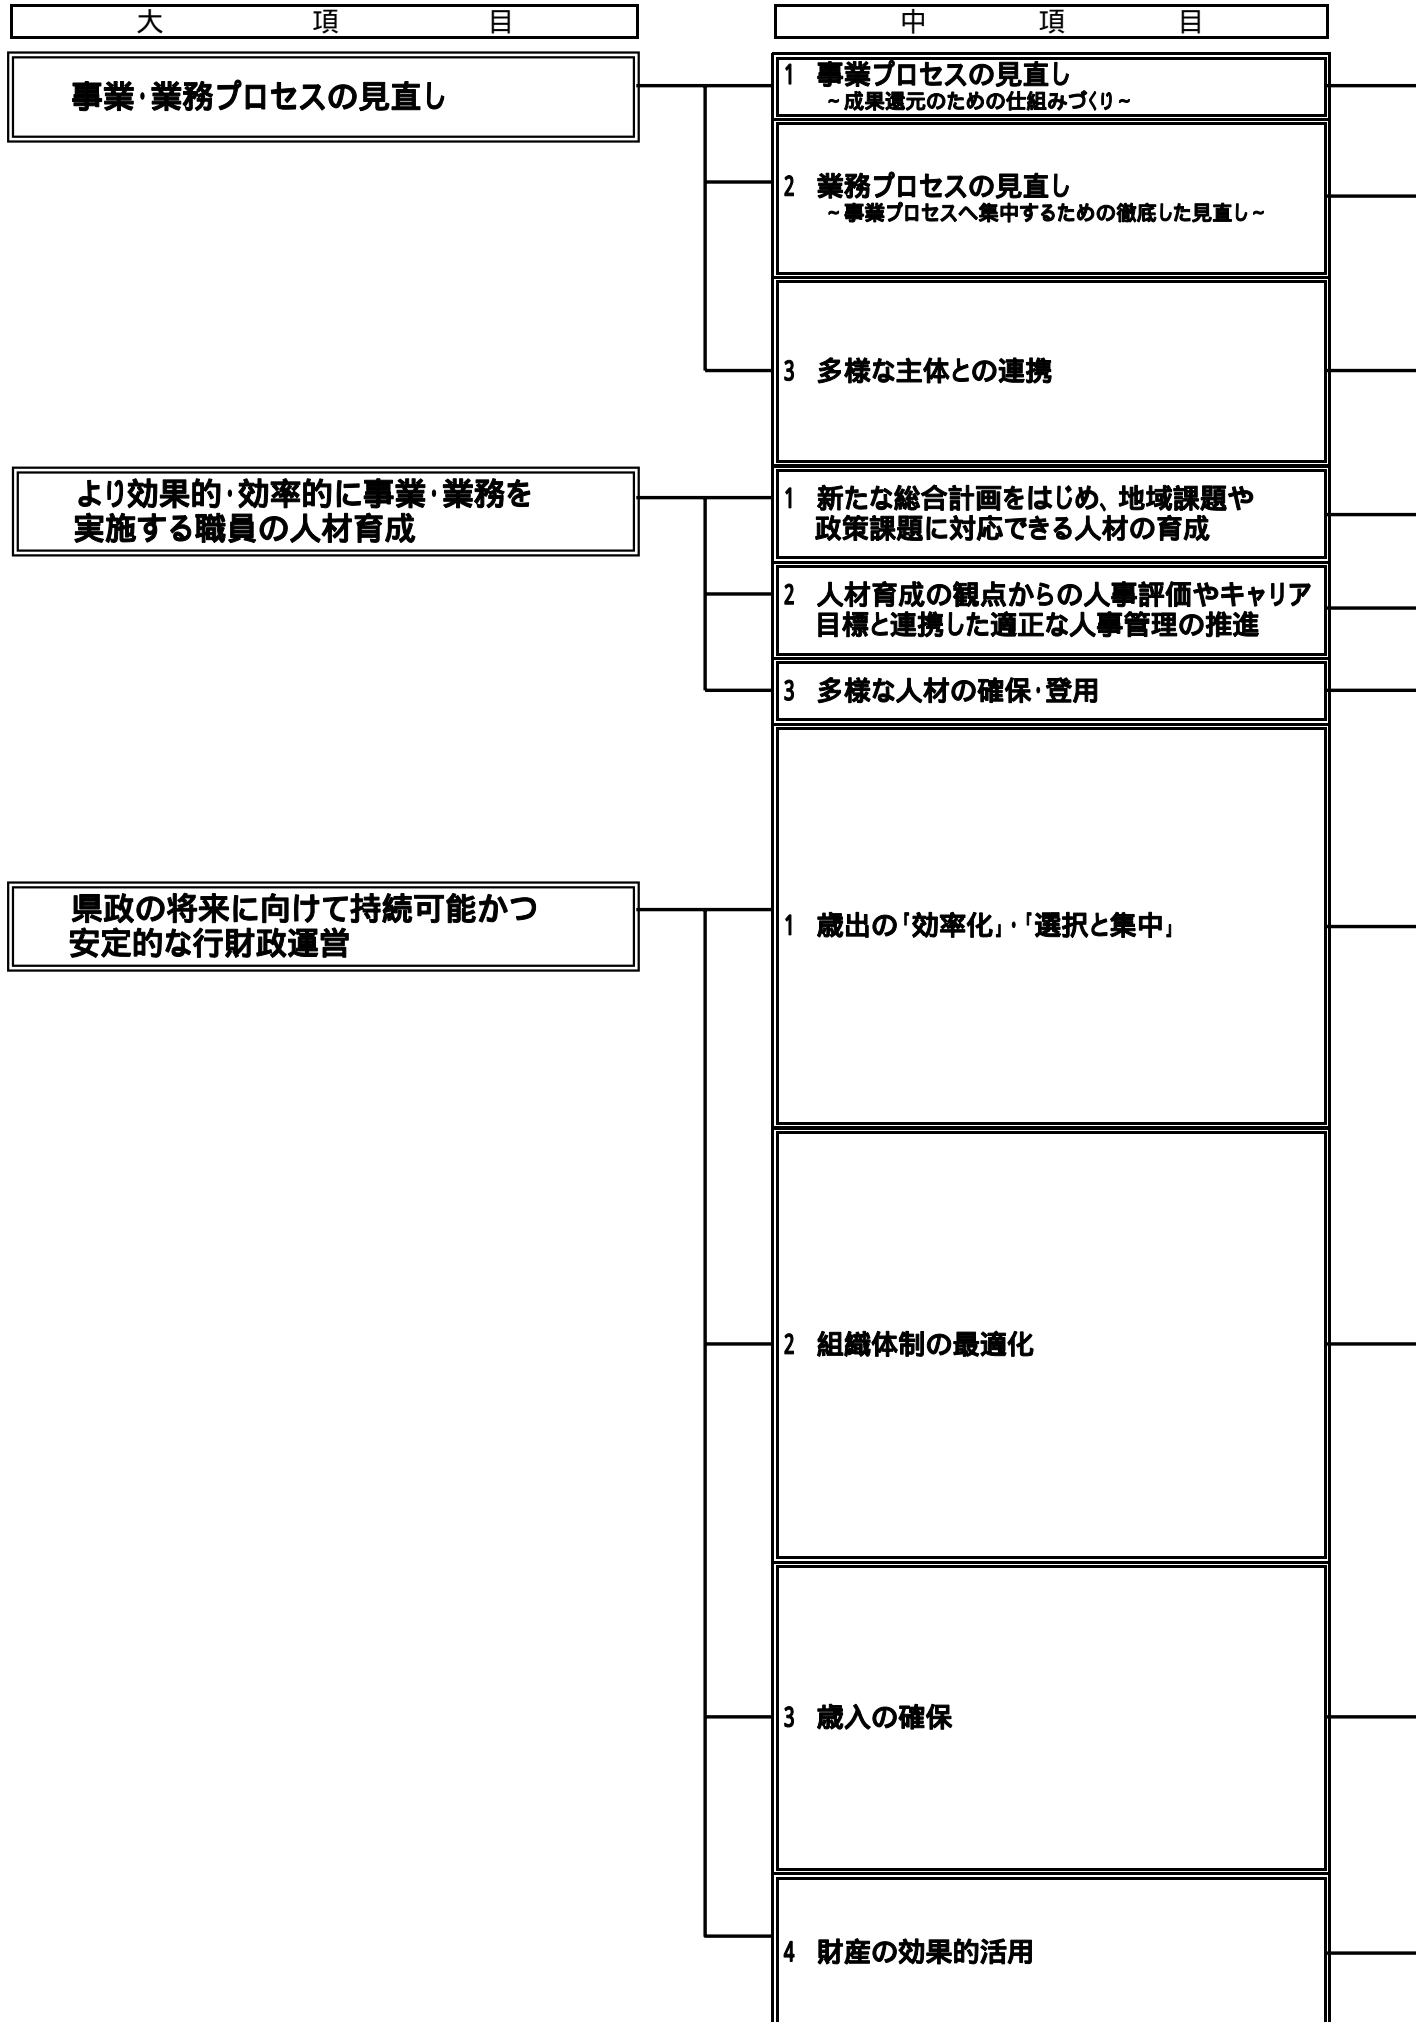 大　項　目
中　項　目
事業・業務プロセスの見直し
1 事業プロセスの見直し
～成果還元のための仕組みづくり～
2 業務プロセスの見直し
～事業プロセスへ集中するための徹底した見直し～
3 多様な主体との連携
より効果的・効率的に事業・業務を
実施する職員の人材育成
1 新たな総合計画をはじめ、地域課題や
政策課題に対応できる人材の育成
2 人材育成の観点からの人事評価やキャリア
目標と連携した適正な人事管理の推進
3 多様な人材の確保・登用
県政の将来に向けて持続可能かつ
安定的な行財政運営
1 歳出の「効率化」・「選択と集中」
2 組織体制の最適化
3 歳入の確保
4 財産の効果的活用